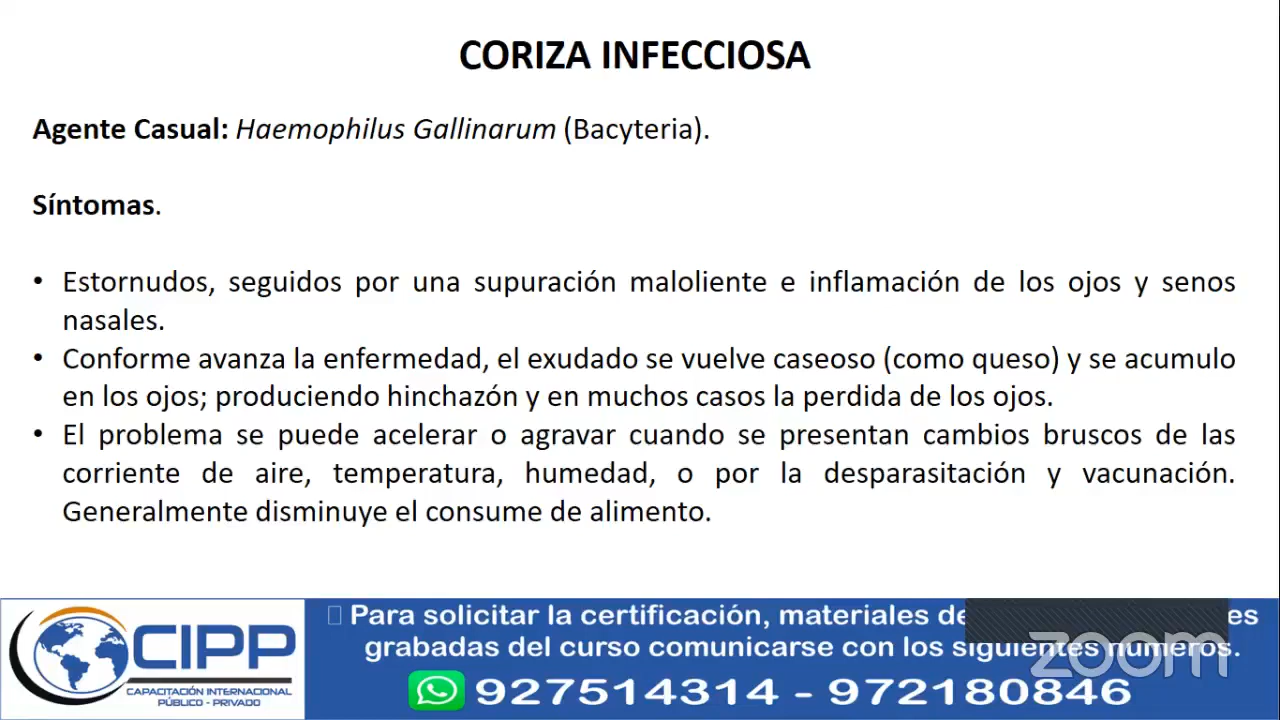 CORIZA INFECCIOSA
Agente Casual: Haemophilus Gallinarum (Bacyteria).
Síntomas.
• Estornudos, seguidos por una supuración maloliente e inflamación de los ojos y senos
nasales.
• Conforme avanza la enfermedad, el exudado se vuelve caseoso (como queso) y se acumulo
en los ojos; produciendo hinchazón y en muchos casos la perdida de los ojos.
• El problema se puede acelerar o agravar cuando se presentan cambios bruscos de las
corriente de aire, temperatura, humedad, o por la desparasitación y vacunación.
Generalmente disminuye el consume de alimento.
CIPP
CAPACITACIÓN INTERNACIONAL
PÚBLICO - PRIVADO
Para solicitar la certificación, materiales
grabadas del curso comunicarse con los siguientes números.
927514314 - 972180846
zoom